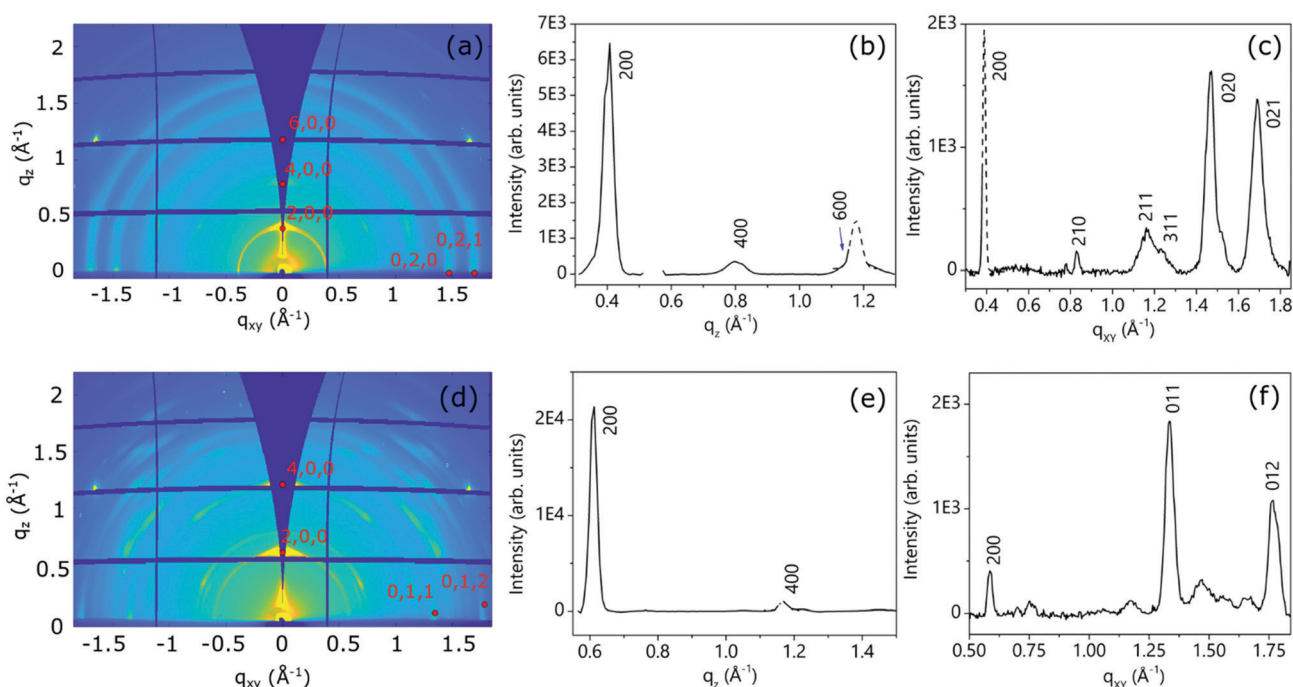 (a)
6,0,0
4,0,0
2,0,0
0,2,0
0,2,1
2
1.5
1
0.5
0
-1.5 -1 -0.5 0 0.5 1 1.5
q_z (Å⁻¹)
q_xy (Å⁻¹)
(b)
200
400
600
7E3
6E3
5E3
4E3
3E3
2E3
1E3
0
0.4 0.6 0.8 1.0 1.2
Intensity (arb. units)
q_z (Å⁻¹)
(c)
200
210
211
311
020
021
2E3
1E3
0
0.4 0.6 0.8 1.0 1.2 1.4 1.6 1.8
Intensity (arb. units)
q_XY (Å⁻¹)
(d)
4,0,0
2,0,0
0,1,1
0,1,2
2
1.5
1
0.5
0
-1.5 -1 -0.5 0 0.5 1 1.5
q_z (Å⁻¹)
q_xy (Å⁻¹)
(e)
200
400
2E4
1E4
0
0.6 0.8 1.0 1.2 1.4
Intensity (arb. units)
q_z (Å⁻¹)
(f)
200
011
012
2E3
1E3
0
0.50 0.75 1.00 1.25 1.50 1.75
Intensity (arb. units)
q_XY (Å⁻¹)